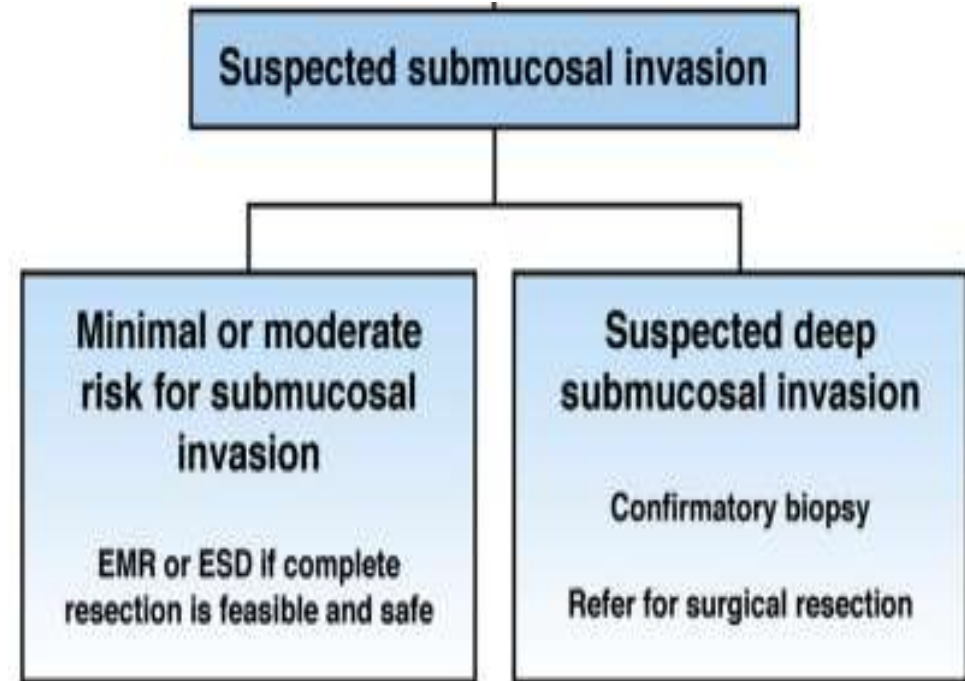 Suspected submucosal invasion
Minimal or moderate
risk for submucosal
invasion
EMR or ESD if complete
resection is feasible and safe
Suspected deep
submucosal invasion
Confirmatory biopsy
Refer for surgical resection